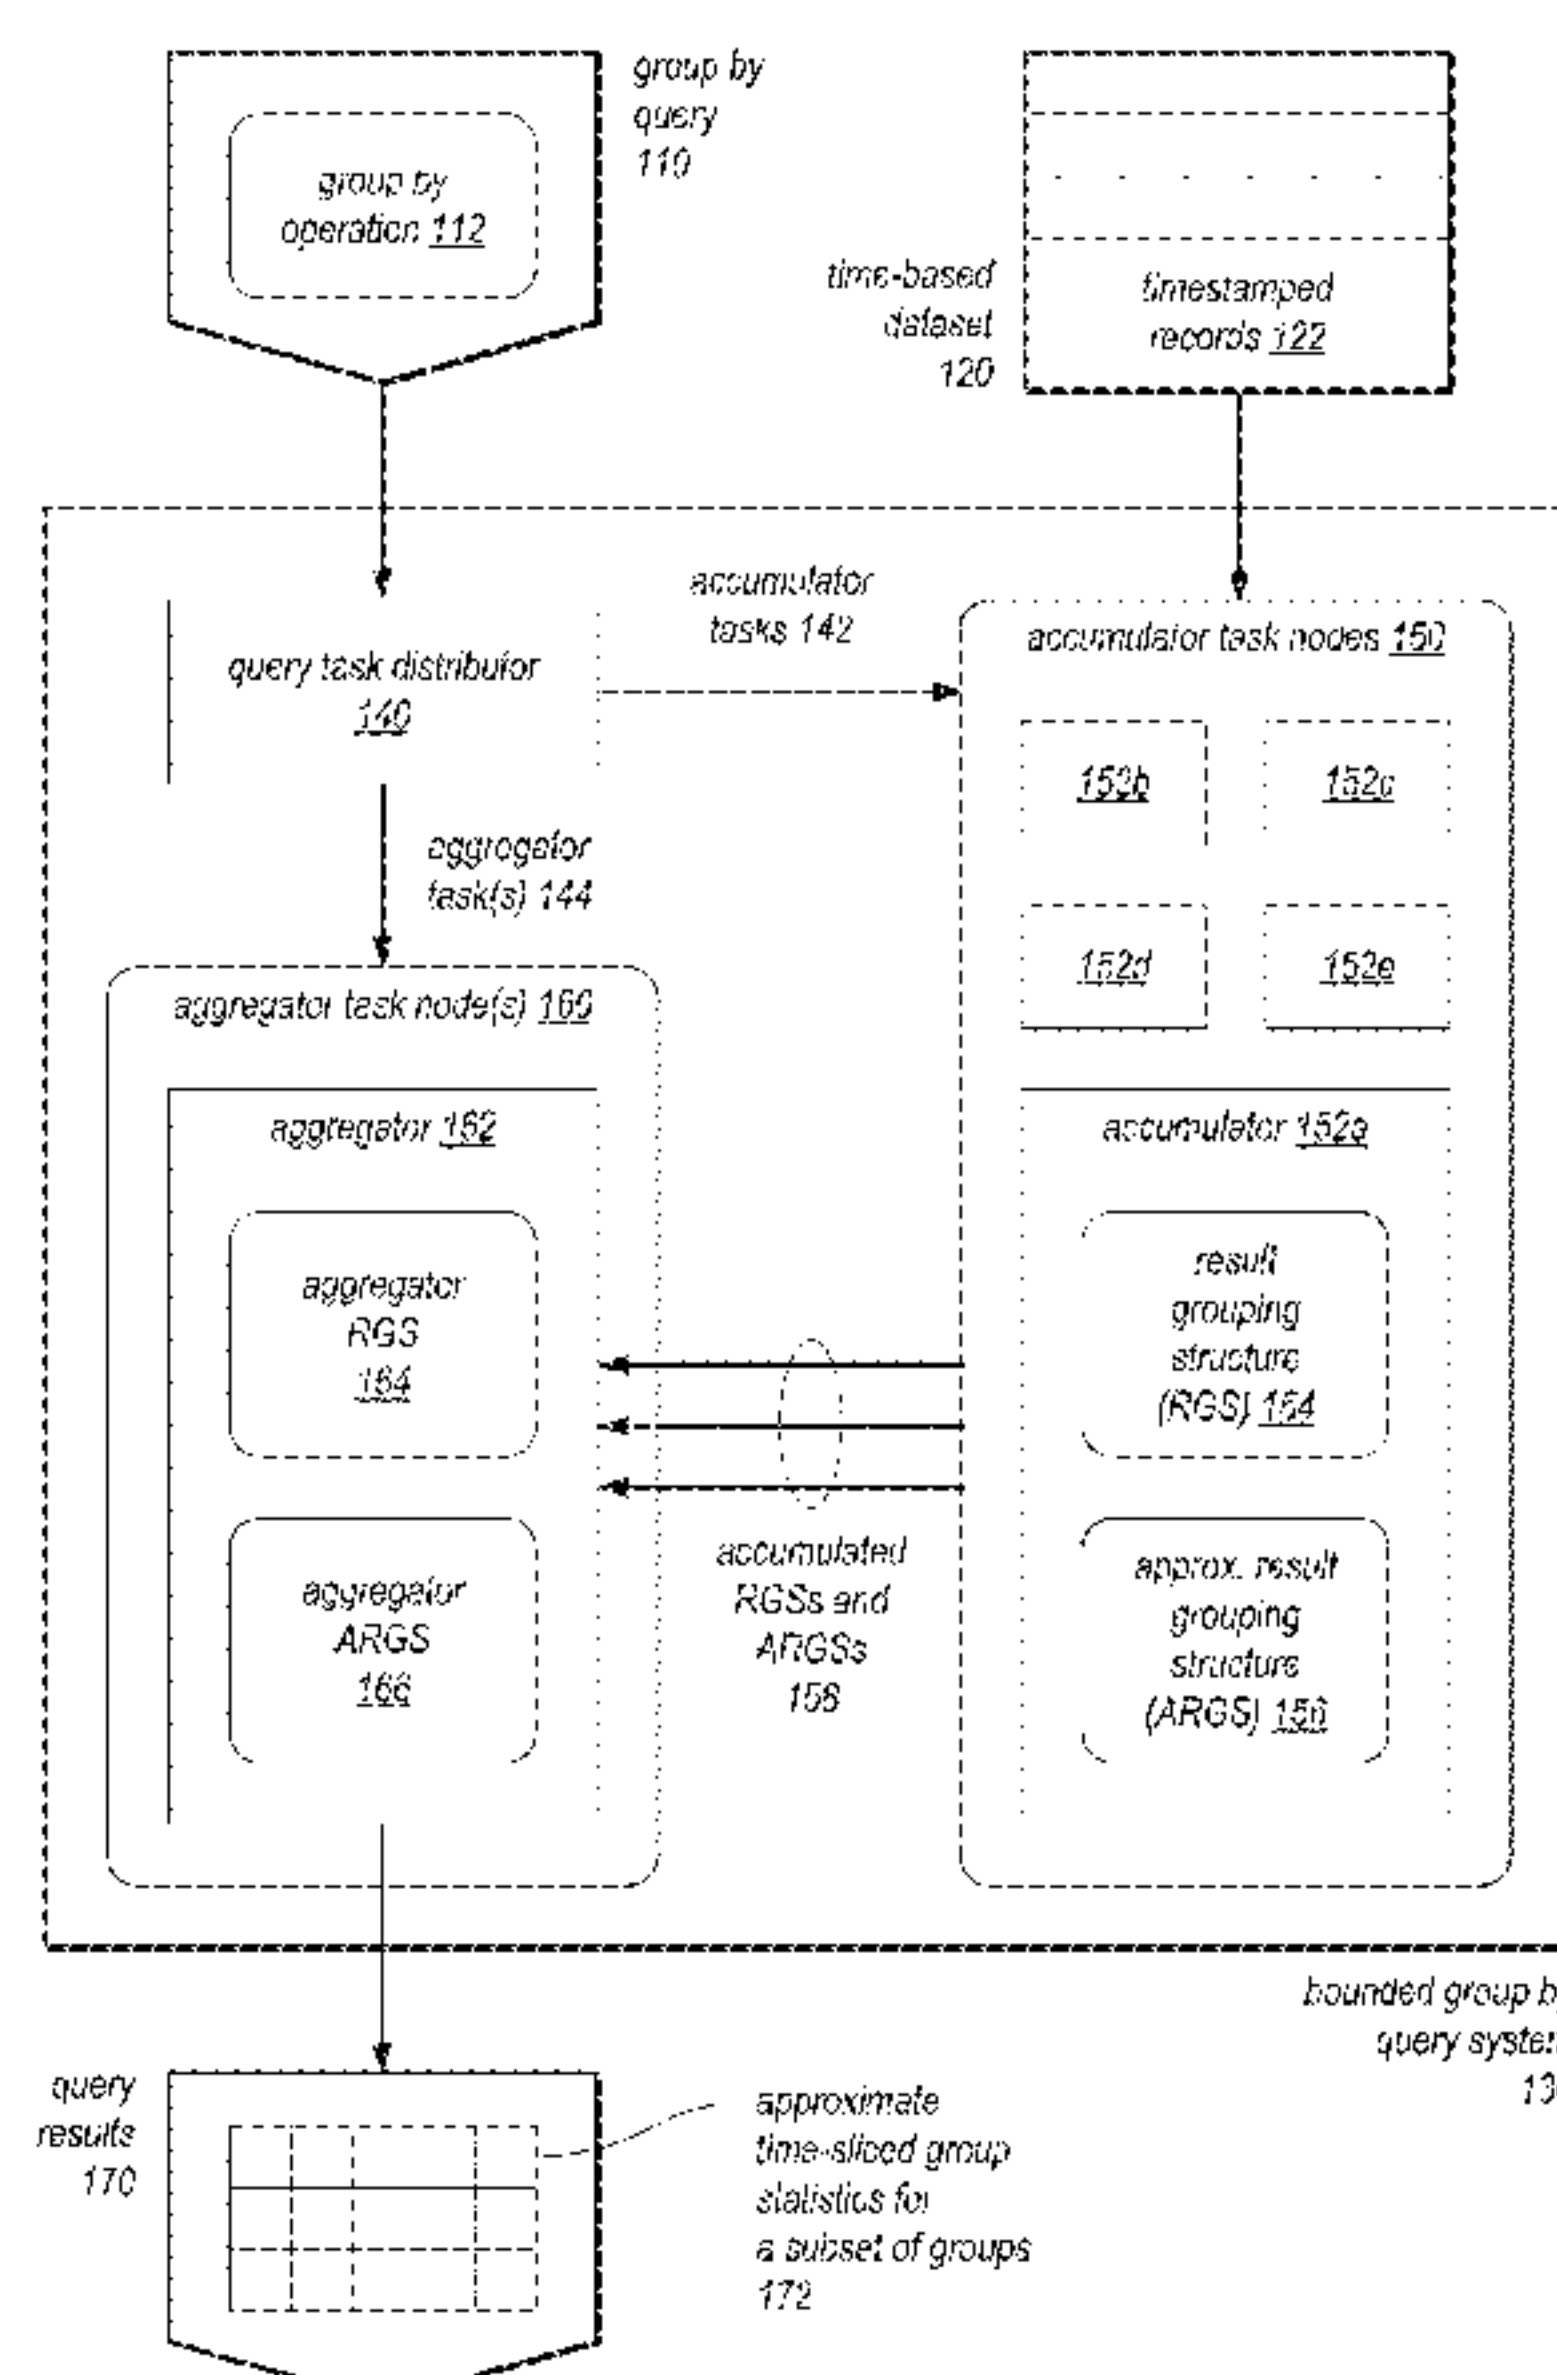 group by
query
110
group by
operation 112
time-based
dataset
120
timestamped
records 122
accumulator
tasks 142
query task distributor
140
accumulator task nodes 150
152b
152c
aggregator
task(s) 144
152d
152e
aggregator task node(s) 160
aggregator 162
accumulator 152a
aggregator
RGS
164
result
grouping
structure
(RGS) 154
aggregator
ARGS
166
accumulated
RGSs and
ARGSs
158
approx. result
grouping
structure
(ARGS) 156
bounded group
query
query
results
170
approximate
time-sliced group
statistics for
a subset of groups
172